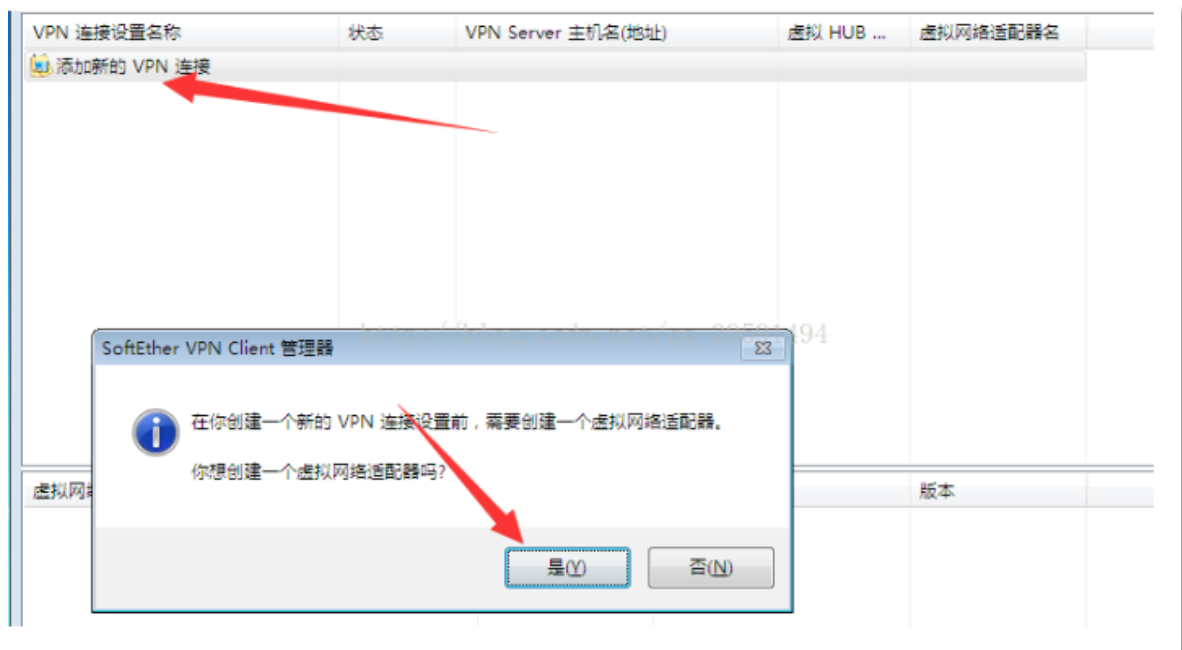 VPN 连接设置名称 状态 VPN Server 主机名(地址) 虚拟 HUB ... 虚拟网络适配器名
添加新的 VPN 连接
SoftEther VPN Client 管理器
在你创建一个新的 VPN 连接设置前，需要创建一个虚拟网络适配器。
你想创建一个虚拟网络适配器吗?
虚拟网 版本
是(Y) 否(N)